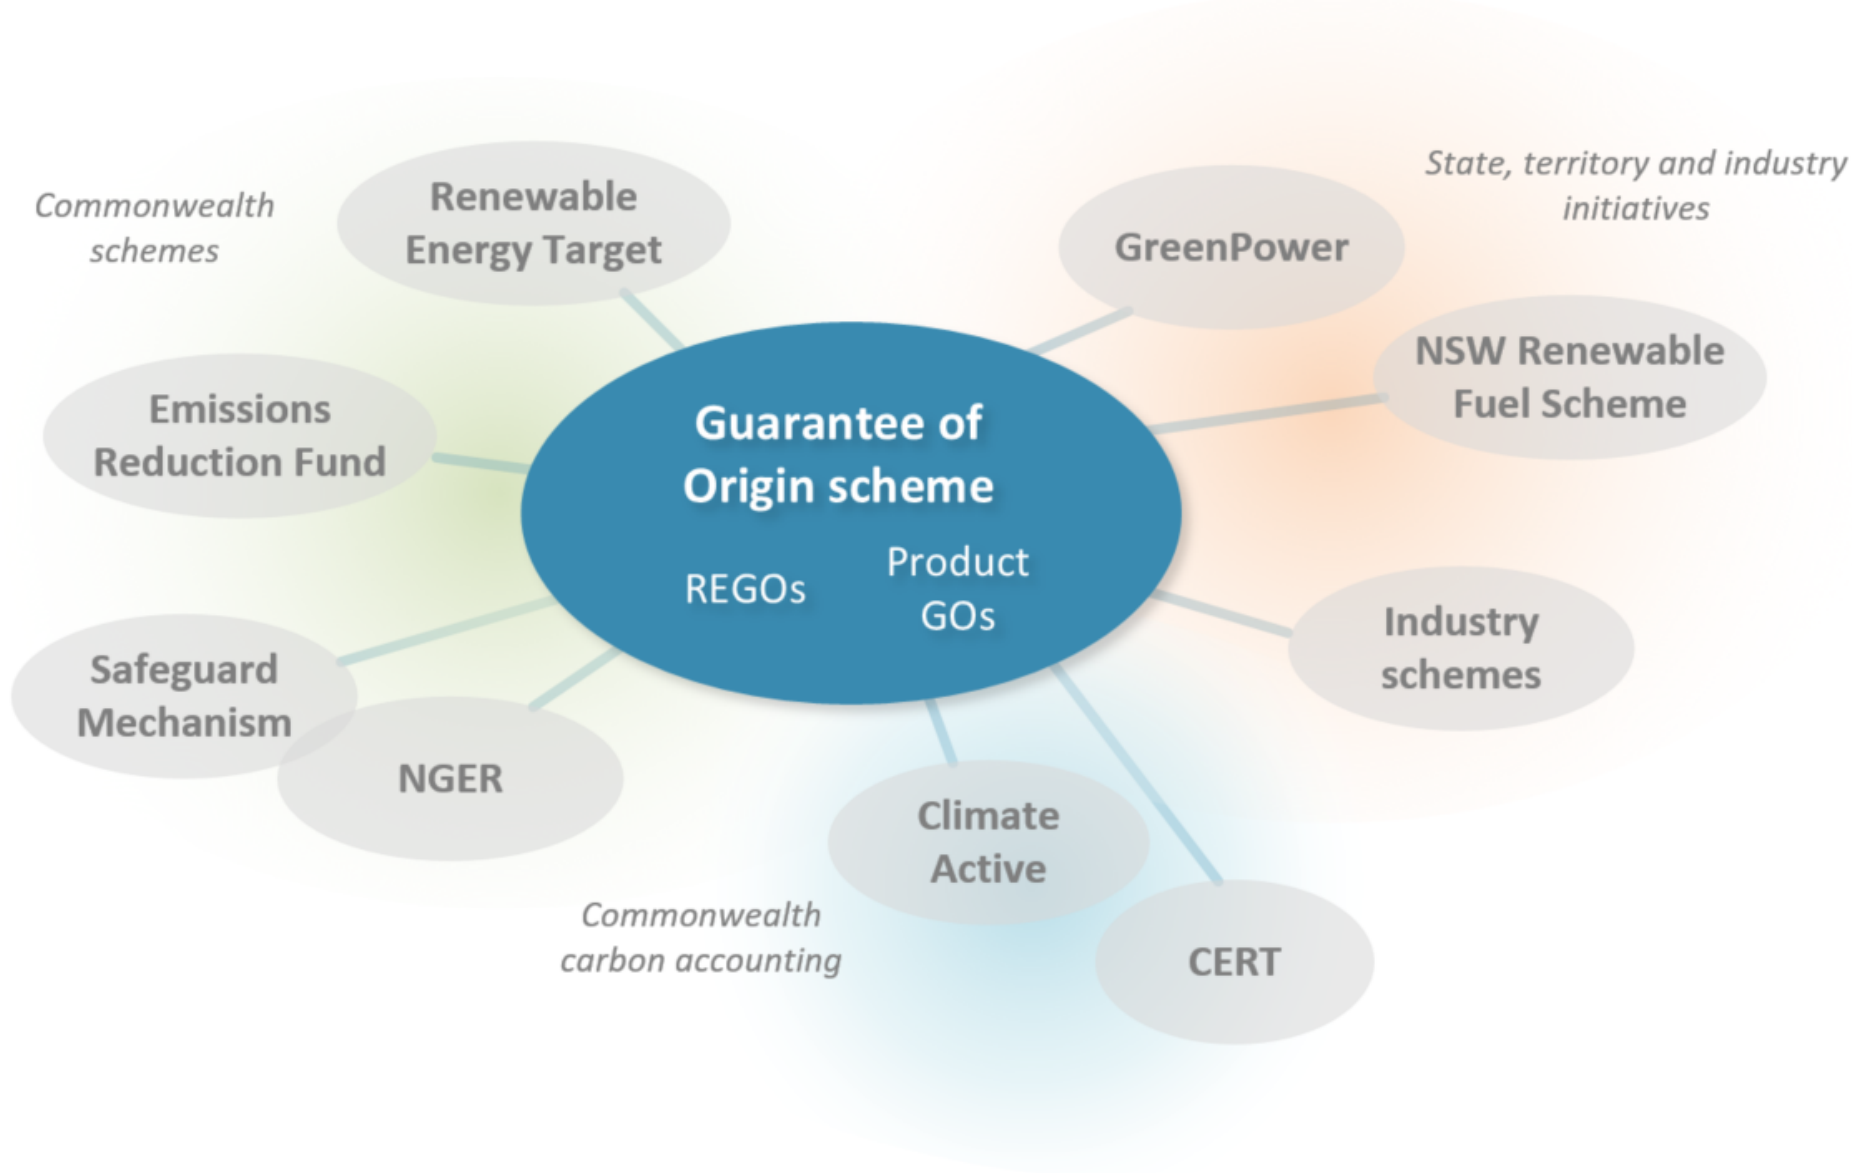 Commonwealth
schemes
Renewable
Energy Target
Emissions
Reduction Fund
Safeguard
Mechanism
NGER
Guarantee of
Origin scheme
REGOs
Product
GOs
State, territory and industry
initiatives
GreenPower
NSW Renewable
Fuel Scheme
Industry
schemes
Commonwealth
carbon accounting
Climate
Active
CERT